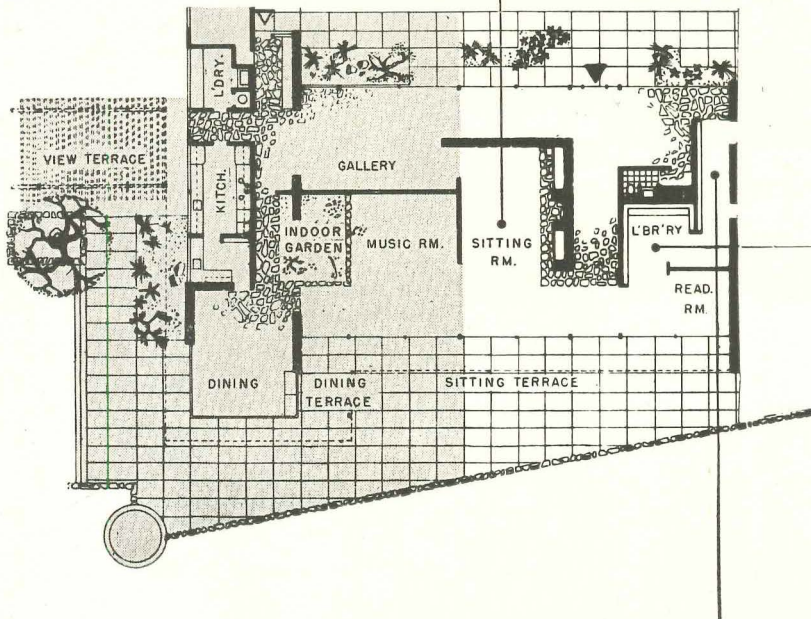 L'DRY.
VIEW TERRACE
KITCH.
GALLERY
INDOOR
GARDEN
MUSIC RM.
SITTING
RM.
L'BR'RY
READ.
RM.
DINING
DINING
TERRACE
SITTING TERRACE